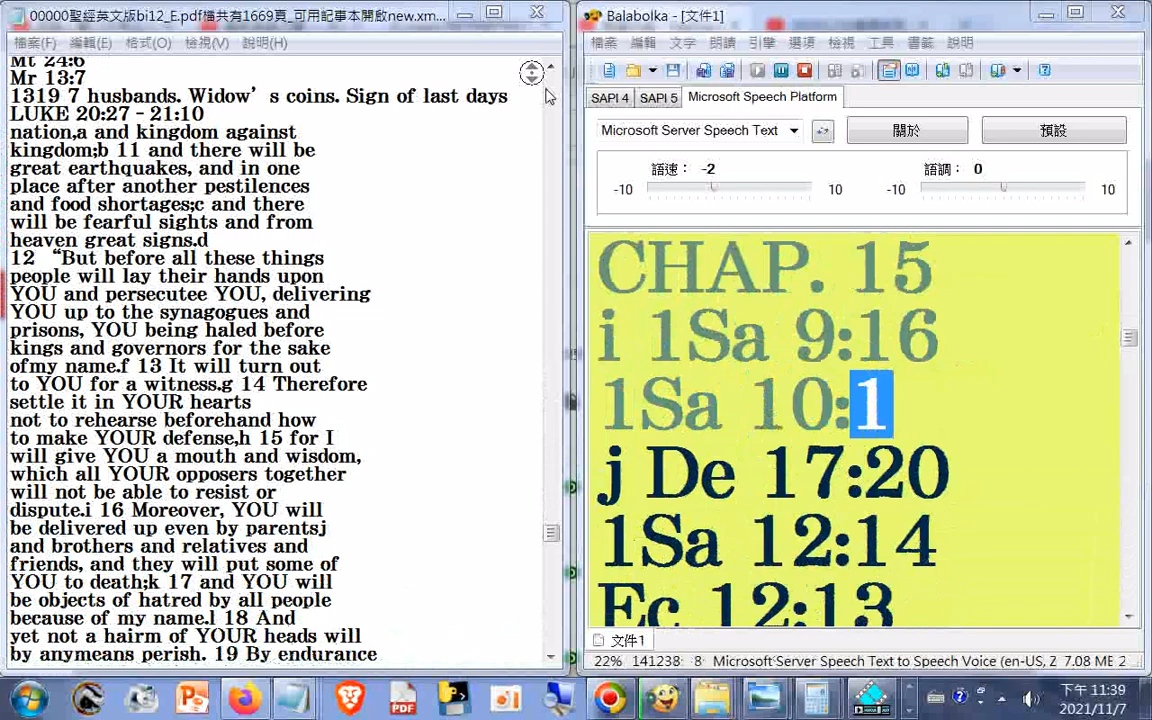 00000聖經英文版bi12_E.pdf檔共有1669頁_可用記事本開啟new.xm...
檔案(F) 編輯(E) 格式(O) 檢視(V) 說明(H)
Mt 24:6
Mr 13:7
1319 7 husbands. Widow’s coins. Sign of last days
LUKE 20:27 – 21:10
nation,a and kingdom against
kingdom;b 11 and there will be
great earthquakes, and in one
place after another pestilences
and food shortages;c and there
will be fearful sights and from
heaven great signs.d
12 “But before all these things
people will lay their hands upon
YOU and persecutee YOU, delivering
YOU up to the synagogues and
prisons, YOU being haled before
kings and governors for the sake
ofmy name.f 13 It will turn out
to YOU for a witness.g 14 Therefore
settle it in YOUR hearts
not to rehearse beforehand how
to make YOUR defense,h 15 for I
will give YOU a mouth and wisdom,
which all YOUR opposers together
will not be able to resist or
dispute.i 16 Moreover, YOU will
be delivered up even by parentsj
and brothers and relatives and
friends, and they will put some of
YOU to death;k 17 and YOU will
be objects of hatred by all people
because of my name.l 18 And
yet not a hairm of YOUR heads will
by anymeans perish. 19 By endurance
Balabolka - [文件1]
檔案 編輯 文字 朗讀 引擎 選項 檢視 工具 書籤 說明
SAPI 4 SAPI 5 Microsoft Speech Platform
Microsoft Server Speech Text 關於 預設
語速： -2 語調： 0
-10 10 -10 10
CHAP. 15
i 1Sa 9:16
1Sa 10:1
j De 17:20
1Sa 12:14
Ec 12:13
文件1
22% 141238: 8 Microsoft Server Speech Text to Speech Voice (en-US, Z 7.08 MB 2
下午 11:39
2021/11/7